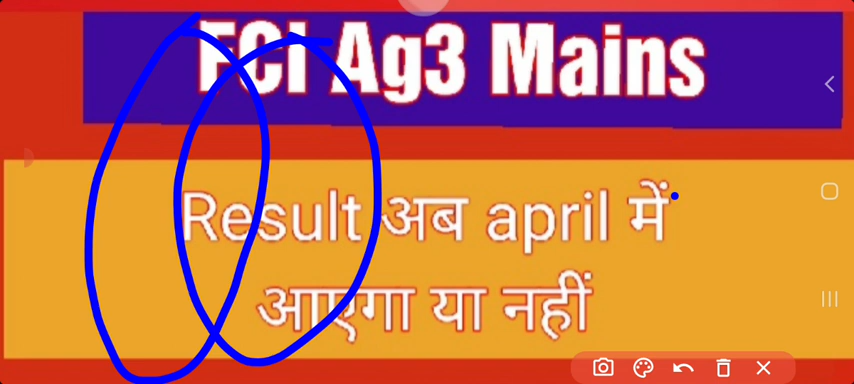 FCI Ag3 Mains
Result अब april में
आएगा या नहीं